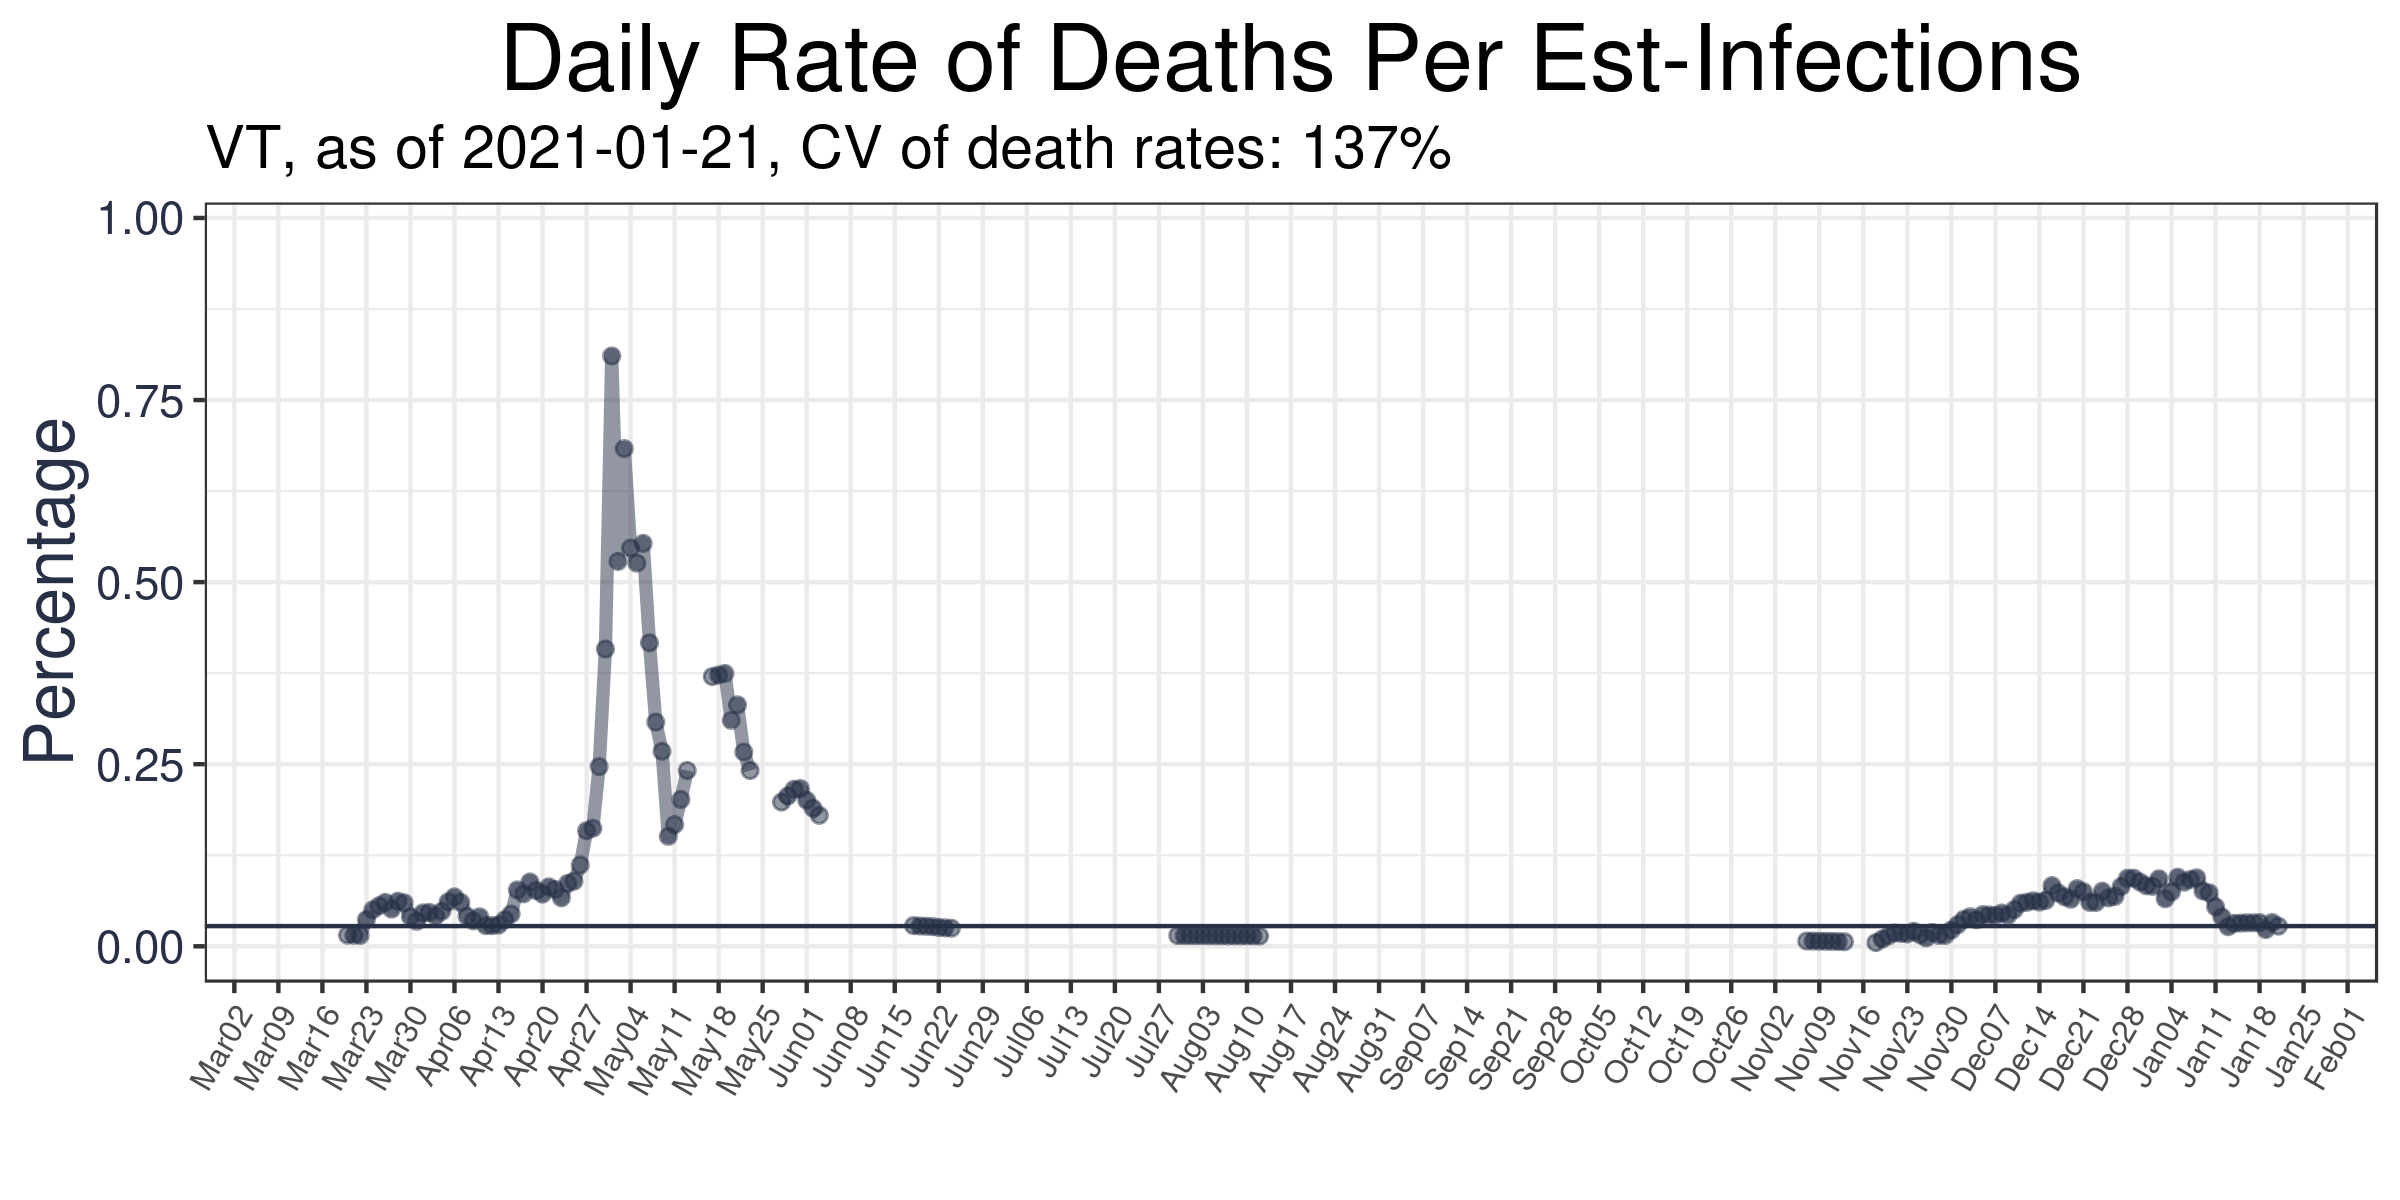 Daily Rate of Deaths Per Est-Infections
VT, as of 2021-01-21, CV of death rates: 137%
Percentage
1.00
0.75
0.50
0.25
0.00
Mar02 Mar09 Mar16 Mar23 Mar30 Apr06 Apr13 Apr20 Apr27 May04 May11 May18 May25 Jun01 Jun08 Jun15 Jun22 Jun29 Jul06 Jul13 Jul20 Jul27 Aug03 Aug10 Aug17 Aug24 Aug31 Sep07 Sep14 Sep21 Sep28 Oct05 Oct12 Oct19 Oct26 Nov02 Nov09 Nov16 Nov23 Nov30 Dec07 Dec14 Dec21 Dec28 Jan04 Jan11 Jan18 Jan25 Feb01